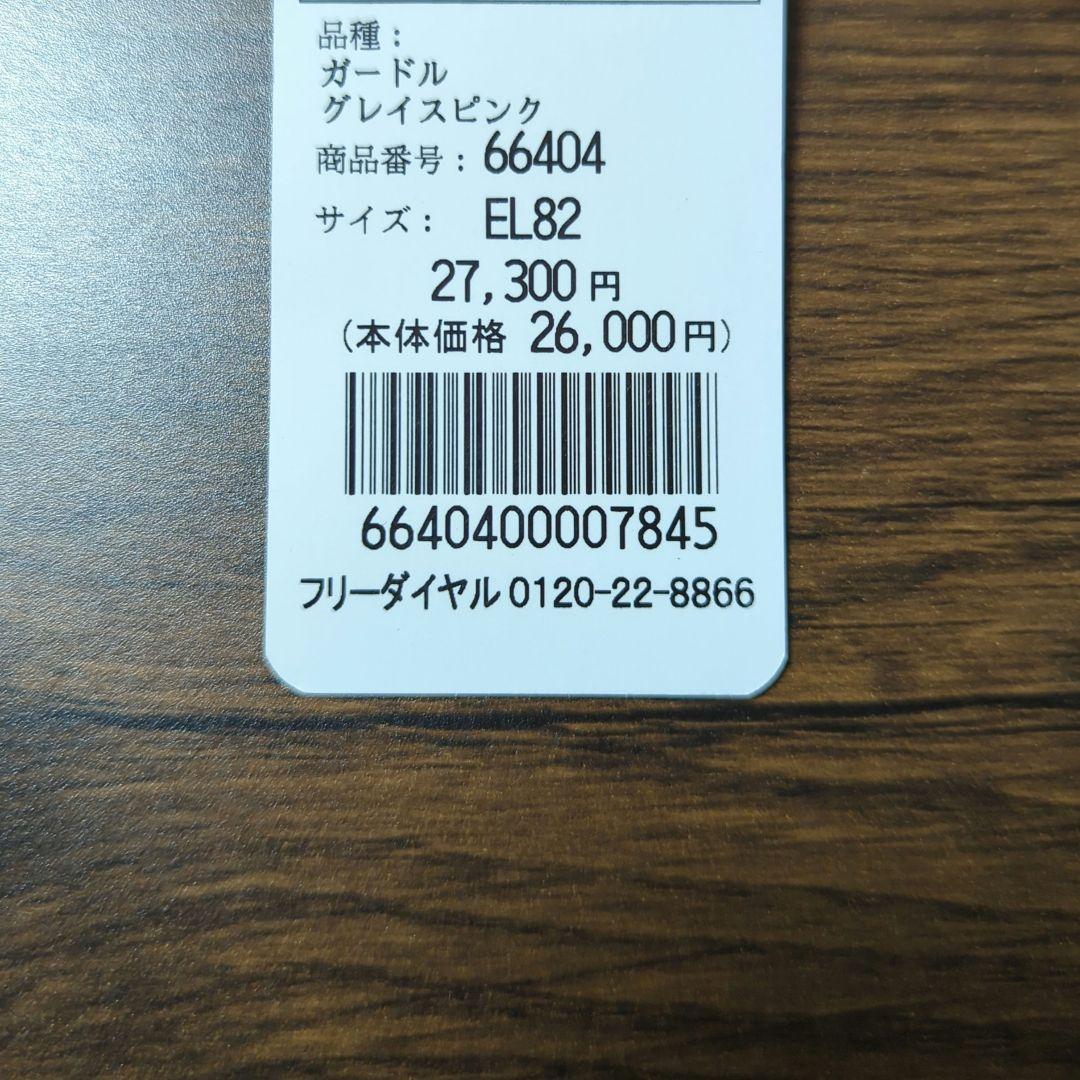 品種：
ガードル
グレイスピンク
商品番号：66404
サイズ： EL82
27,300円
（本体価格 26,000円）
6640400007845
フリーダイヤル 0120-22-8866